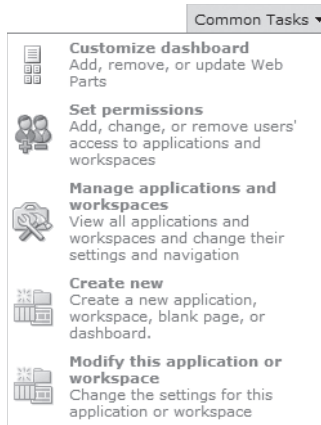 Common Tasks
Customize dashboard
Add, remove, or update Web
Parts
Set permissions
Add, change, or remove users'
access to applications and
workspaces
Manage applications and
workspaces
View all applications and
workspaces and change their
settings and navigation
Create new
Create a new application,
workspace, blank page, or
dashboard.
Modify this application or
workspace
Change the settings for this
application or workspace